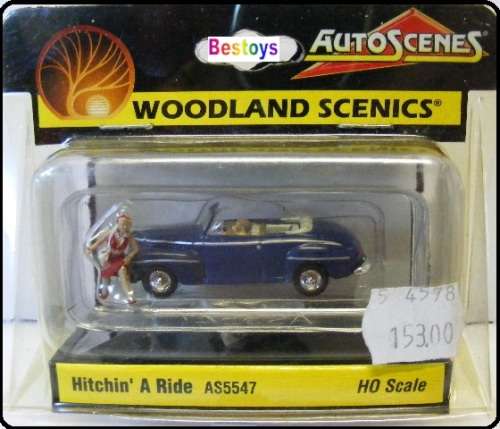 Bestoys
AUTOSCENES®
WOODLAND SCENICS®
5 4598
153.00
Hitchin' A Ride AS5547
HO Scale